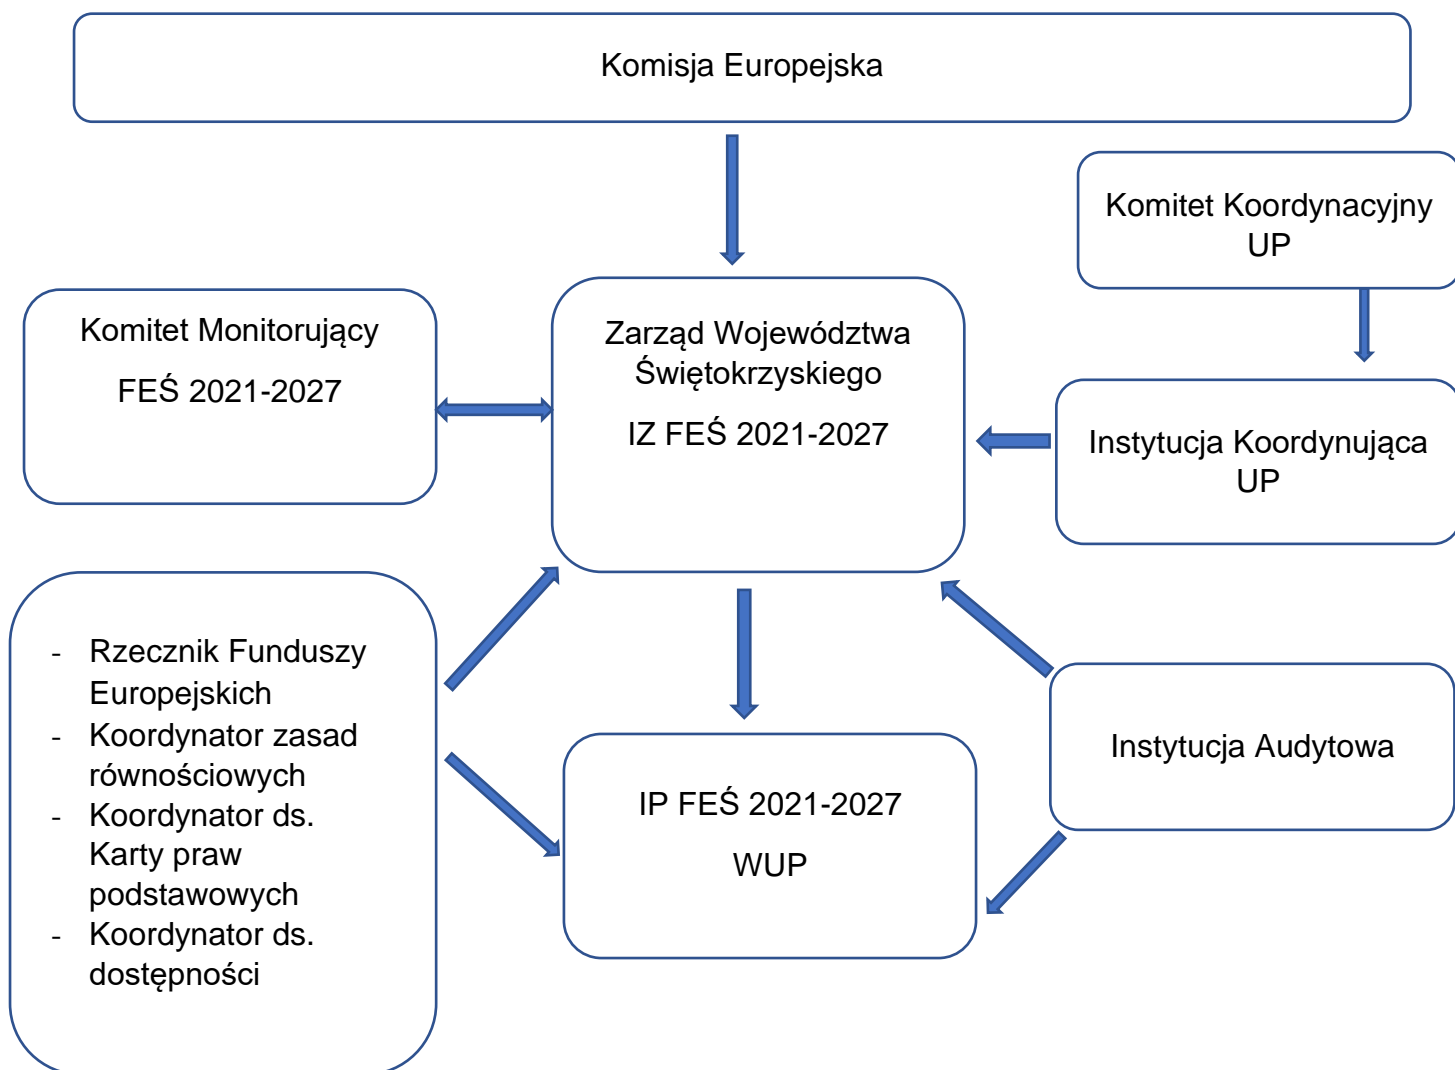 Komisja Europejska
Komitet Koordynacyjny
UP
Komitet Monitorujący
FEŚ 2021-2027
Zarząd Województwa
Świętokrzyskiego
IZ FEŚ 2021-2027
Instytucja Koordynująca
UP
- Rzecznik Funduszy
Europejskich
- Koordynator zasad
równościowych
- Koordynator ds.
Karty praw
podstawowych
- Koordynator ds.
dostępności
IP FEŚ 2021-2027
WUP
Instytucja Audytowa